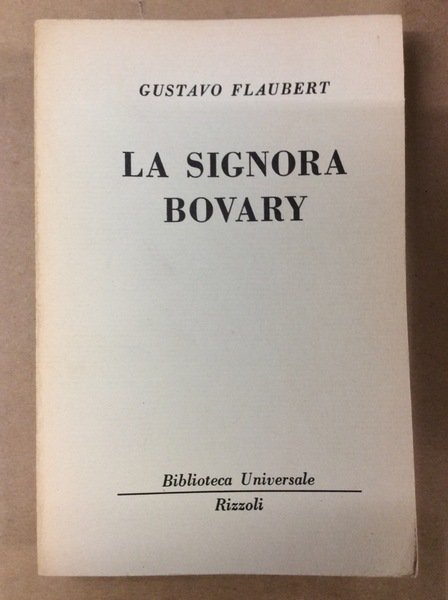 GUSTAVO FLAUBERT
LA SIGNORA
BOVARY
Biblioteca Universale
Rizzoli